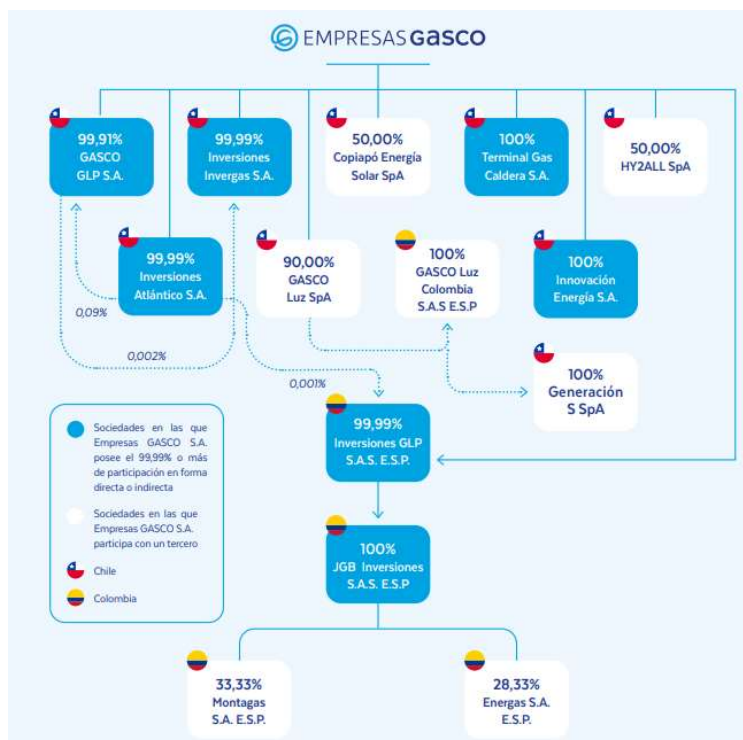 EMPRESAS GASCO
99,91%
GASCO
GLP S.A.
99,99%
Inversiones
Invergas S.A.
50,00%
Copiapó Energía
Solar SpA
100%
Terminal Gas
Caldera S.A.
50,00%
HY2ALL SpA
99,99%
Inversiones
Atlántico S.A.
90,00%
GASCO
Luz SpA
100%
GASCO Luz
Colombia
S.A.S E.S.P
100%
Innovación
Energía S.A.
0,09%
0,002%
0,001%
100%
Generación
S SpA
99,99%
Inversiones GLP
S.A.S. E.S.P.
Sociedades en las que
Empresas GASCO S.A.
posee el 99,99% o más
de participación en forma
directa o indirecta
Sociedades en las que
Empresas GASCO S.A.
participa con un tercero
Chile
Colombia
100%
JGB Inversiones
S.A.S. E.S.P
33,33%
Montagas
S.A. E.S.P.
28,33%
Energas S.A.
E.S.P.